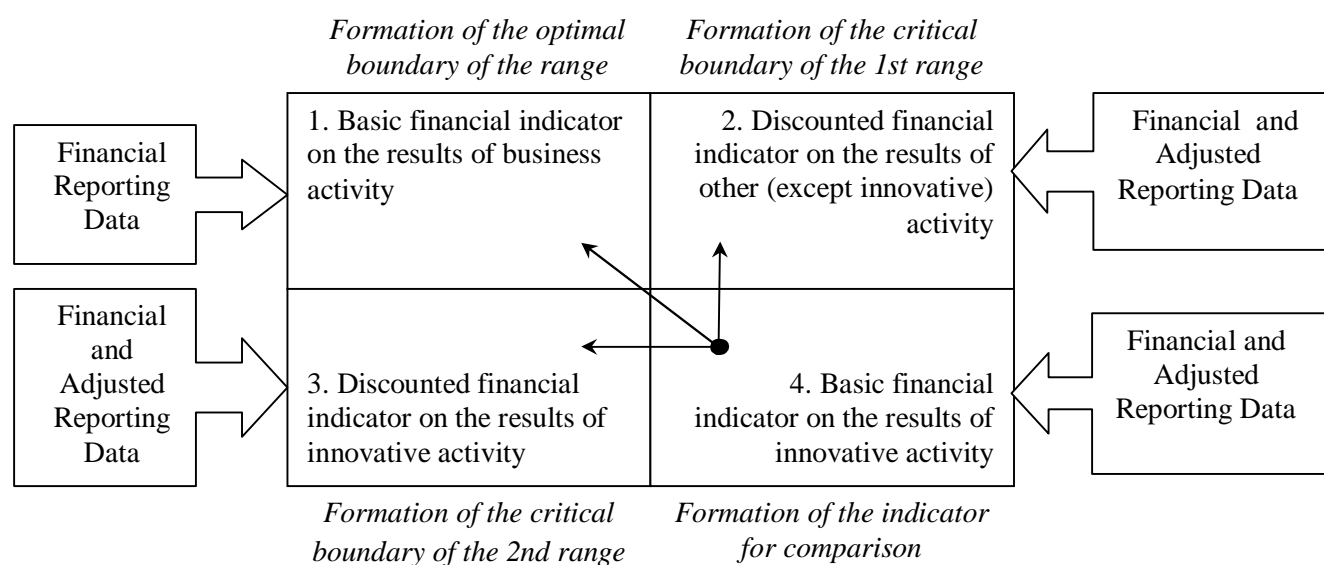 Formation of the optimal
boundary of the range
Formation of the critical
boundary of the 1st range
Financial
Reporting
Data
1. Basic financial indicator
on the results of business
activity
2. Discounted financial
indicator on the results of
other (except innovative)
activity
Financial and
Adjusted
Reporting Data
Financial
and
Adjusted
Reporting
Data
3. Discounted financial
indicator on the results of
innovative activity
4. Basic financial
indicator on the results of
innovative activity
Financial and
Adjusted
Reporting Data
Formation of the critical
boundary of the 2nd range
Formation of the indicator
for comparison